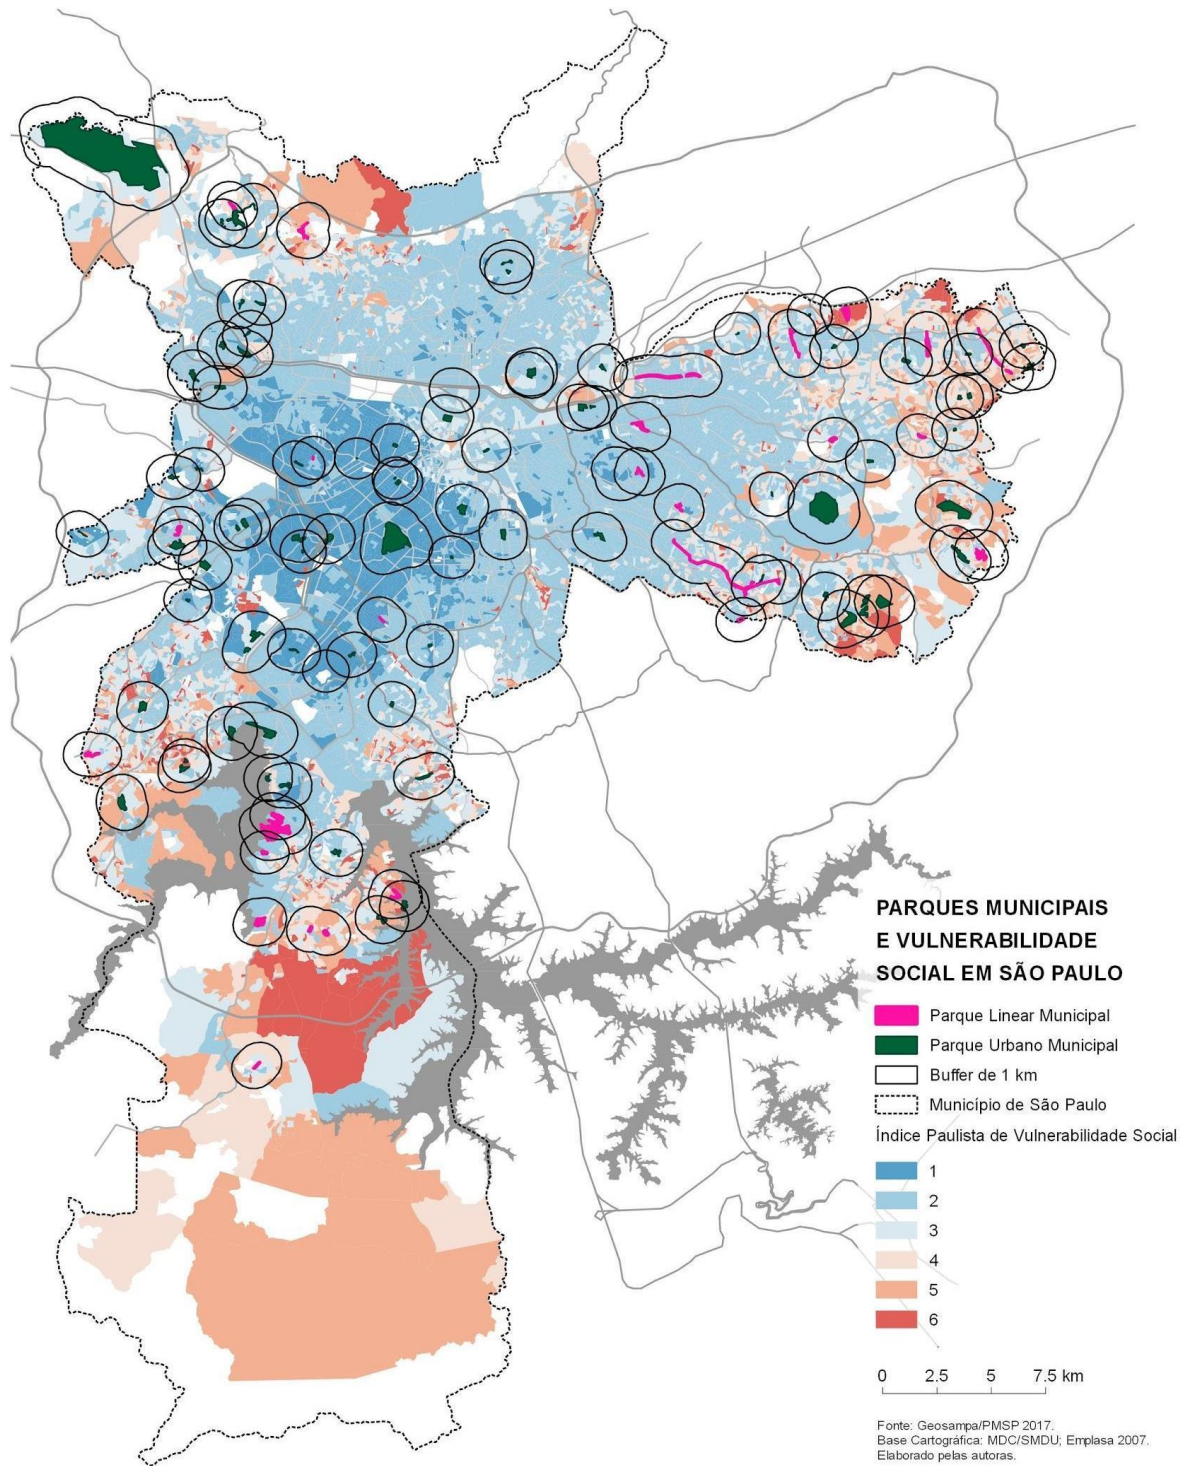 PARQUES MUNICIPAIS
E VULNERABILIDADE
SOCIAL EM SÃO PAULO
Parque Linear Municipal
Parque Urbano Municipal
Buffer de 1 km
Município de São Paulo
Índice Paulista de Vulnerabilidade Social
1
2
3
4
5
6
0 2.5 5 7.5 km
Fonte: Geosampa/PMSP 2017.
Base Cartográfica: MDC/SMDU; Emplasa 2007.
Elaborado pelas autoras.